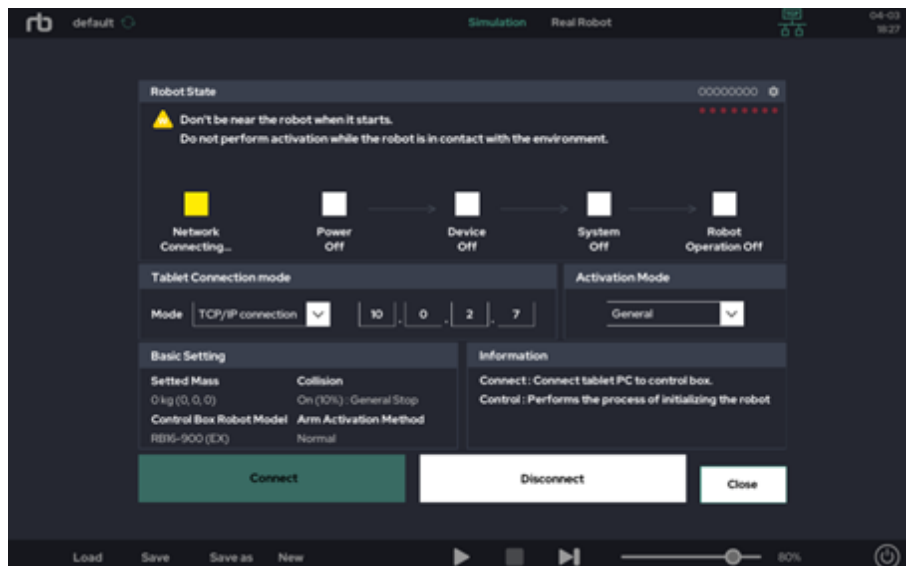 rb default Simulation Real Robot 04-03
18:27
Robot State 00000000
Don't be near the robot when it starts.
Do not perform activation while the robot is in contact with the environment.
Network Power Device System Robot
Connecting... Off Off Off Operation Off
Tablet Connection mode Activation Mode
Mode TCP/IP connection 10 . 0 . 2 . 7 General
Basic Setting Information
Setted Mass Collision Connect : Connect tablet PC to control box.
0 kg (0, 0, 0) On (10%) : General Stop Control : Performs the process of initializing the robot
Control Box Robot Model Arm Activation Method
RB16-900 (EX) Normal
Connect Disconnect Close
Load Save Save as New 80%